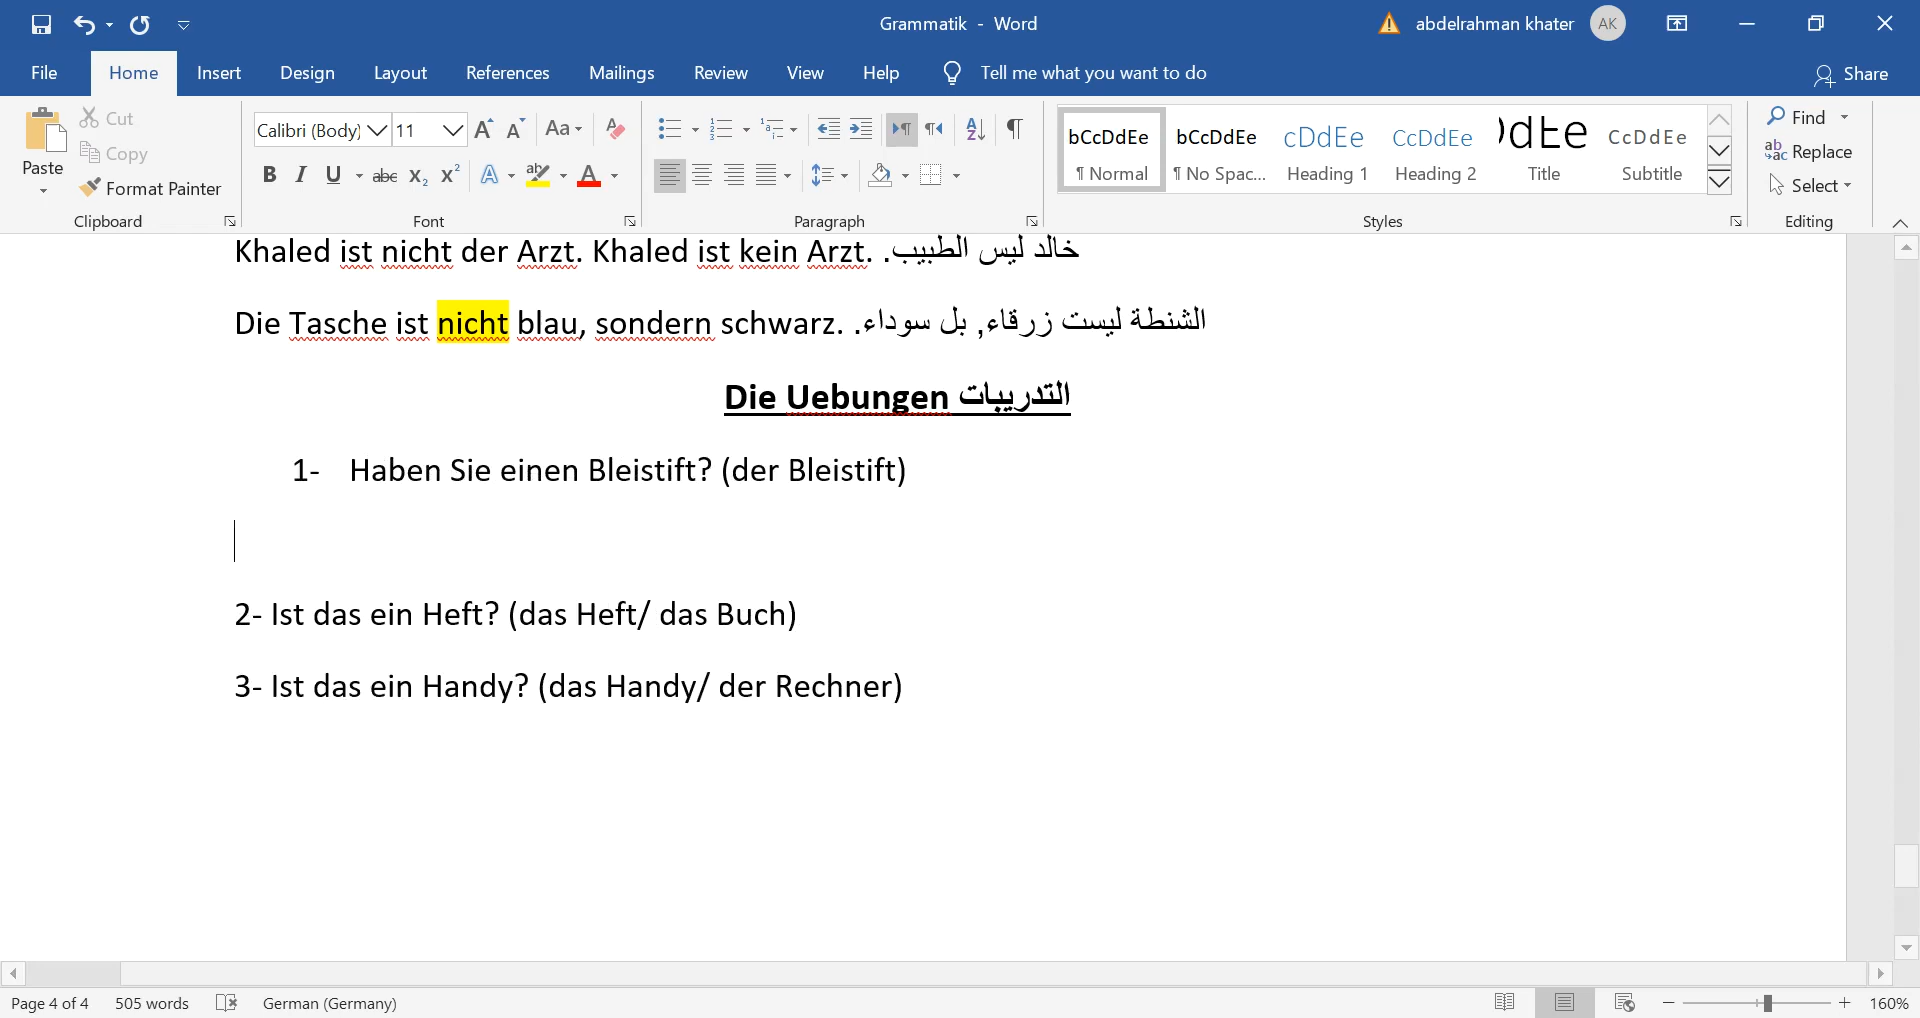 Grammatik - Word
abdelrahman khater AK
File Home Insert Design Layout References Mailings Review View Help Tell me what you want to do Share
Paste
Cut
Copy
Format Painter
Clipboard
Calibri (Body) 11
Font
Paragraph
bCcDdEe bCcDdEe cDdEe CcDdEe CcDdEe
¶ Normal ¶ No Spac... Heading 1 Heading 2 Title Subtitle
Styles
Find
Replace
Select
Editing
Khaled ist nicht der Arzt. Khaled ist kein Arzt. خالد ليس الطبيب.
Die Tasche ist nicht blau, sondern schwarz. الشنطة ليست زرقاء, بل سوداء.
Die Uebungen التدريبات
1- Haben Sie einen Bleistift? (der Bleistift)
2- Ist das ein Heft? (das Heft/ das Buch)
3- Ist das ein Handy? (das Handy/ der Rechner)
Page 4 of 4 505 words German (Germany) 160%